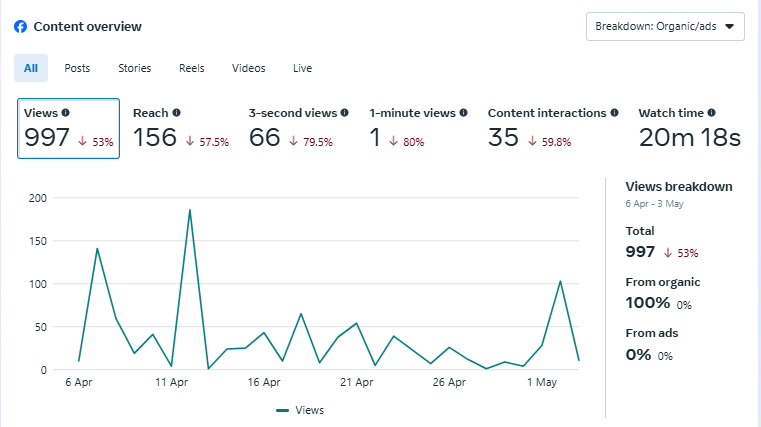 Content overview
Breakdown: Organic/ads
All Posts Stories Reels Videos Live
Views Reach 3-second views 1-minute views Content interactions Watch time
997 ↓ 53% 156 ↓ 57.5% 66 ↓ 79.5% 1 ↓ 80% 35 ↓ 59.8% 20m 18s
200
150
100
50
0
6 Apr 11 Apr 16 Apr 21 Apr 26 Apr 1 May
Views
Views breakdown
6 Apr - 3 May
Total
997 ↓ 53%
From organic
100% 0%
From ads
0% 0%